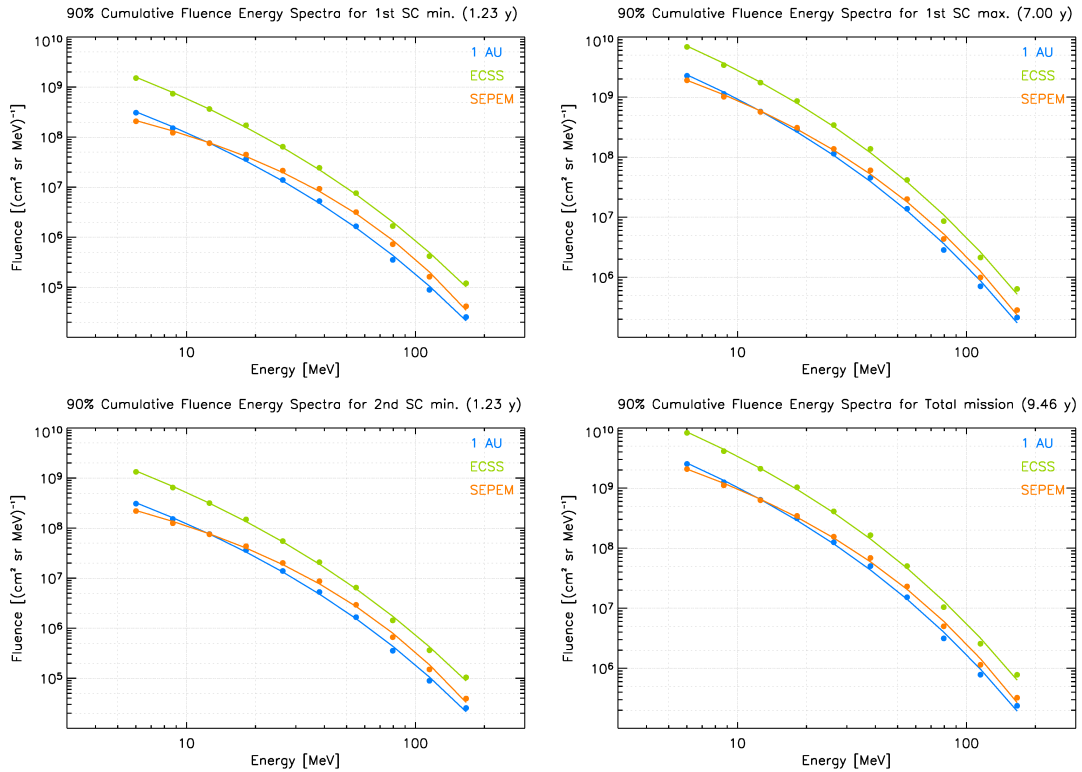 90% Cumulative Fluence Energy Spectra for 1st SC min. (1.23 y)
10¹⁰
10⁹
10⁸
10⁷
10⁶
10⁵
Fluence [(cm² sr MeV)⁻¹]
1 AU
ECSS
SEPEM
10
100
Energy [MeV]
90% Cumulative Fluence Energy Spectra for 1st SC max. (7.00 y)
10¹⁰
10⁹
10⁸
10⁷
10⁶
Fluence [(cm² sr MeV)⁻¹]
1 AU
ECSS
SEPEM
10
100
Energy [MeV]
90% Cumulative Fluence Energy Spectra for 2nd SC min. (1.23 y)
10¹⁰
10⁹
10⁸
10⁷
10⁶
10⁵
Fluence [(cm² sr MeV)⁻¹]
1 AU
ECSS
SEPEM
10
100
Energy [MeV]
90% Cumulative Fluence Energy Spectra for Total mission (9.46 y)
10¹⁰
10⁹
10⁸
10⁷
10⁶
Fluence [(cm² sr MeV)⁻¹]
1 AU
ECSS
SEPEM
10
100
Energy [MeV]